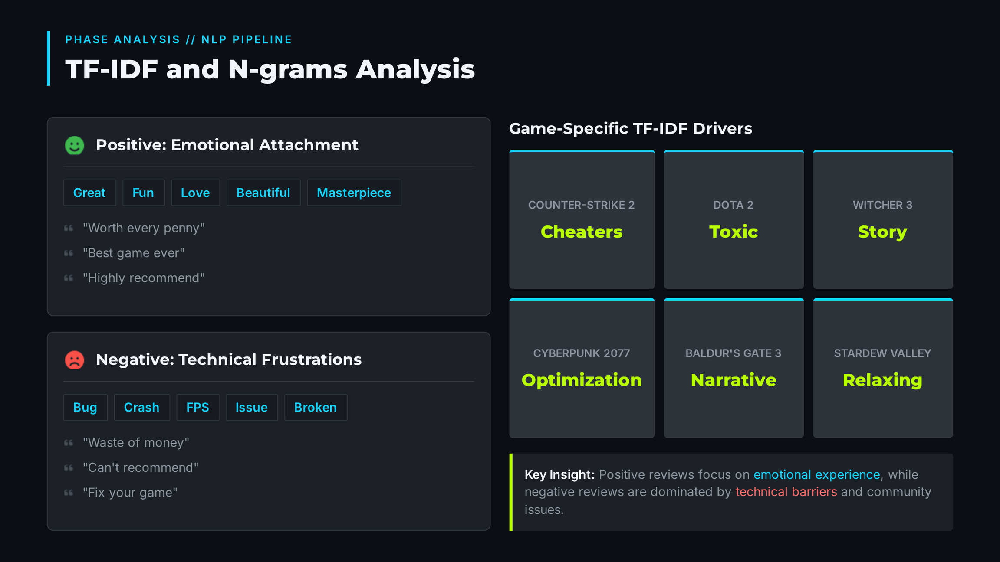 PHASE ANALYSIS // NLP PIPELINE
TF-IDF and N-grams Analysis
Positive: Emotional Attachment
Great Fun Love Beautiful Masterpiece
"Worth every penny"
"Best game ever"
"Highly recommend"
Negative: Technical Frustrations
Bug Crash FPS Issue Broken
"Waste of money"
"Can't recommend"
"Fix your game"
Game-Specific TF-IDF Drivers
COUNTER-STRIKE 2
Cheaters
DOTA 2
Toxic
WITCHER 3
Story
CYBERPUNK 2077
Optimization
BALDUR'S GATE 3
Narrative
STARDEW VALLEY
Relaxing
Key Insight: Positive reviews focus on emotional experience, while
negative reviews are dominated by technical barriers and community
issues.